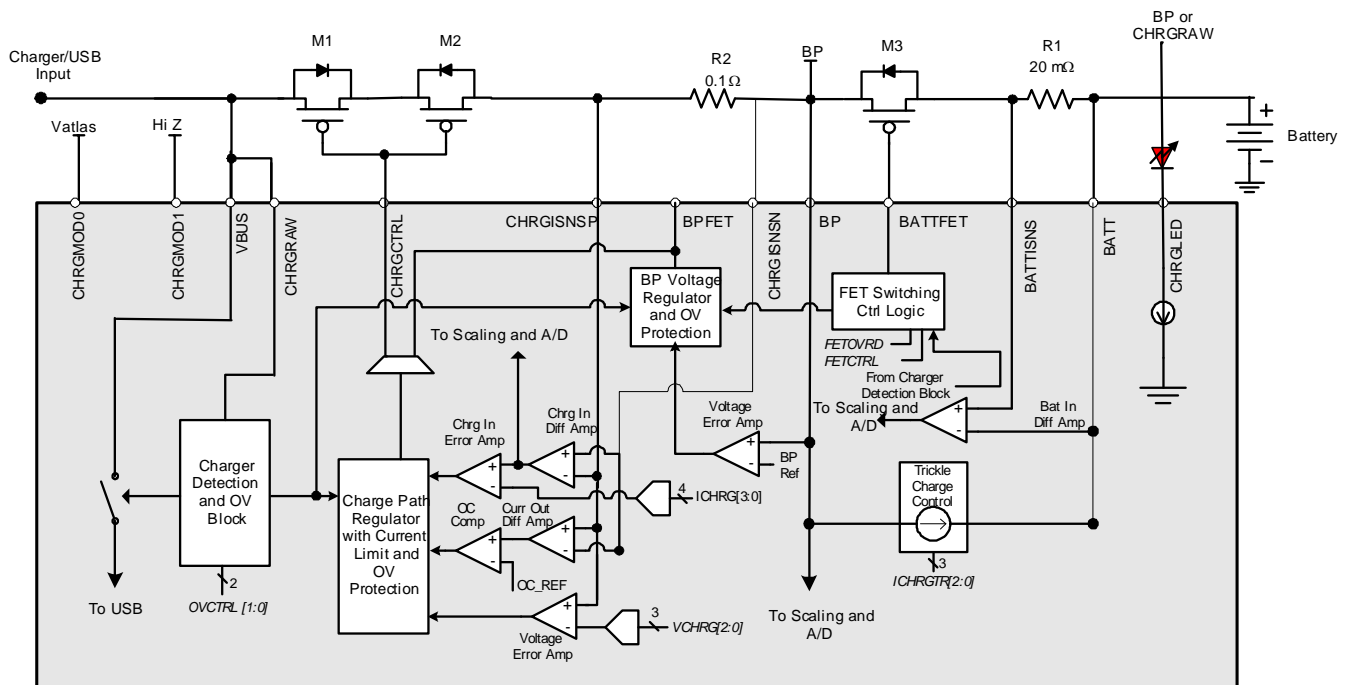 BP or
CHRGRAW
M1
M2
R2
0.1Ω
BP
M3
R1
20 mΩ
Charger/USB
Input
Vatlas
Hi Z
Battery
CHRGMOD0
CHRGMOD1
VBUS
CHRGRAW
CHRGCTRL
CHRGISNSP
BPFET
CHRGISNSN
BP
BATTFET
BATTISNS
BATT
CHRGLED
BP Voltage
Regulator
and OV
Protection
FET Switching
Ctrl Logic
FETOVRD
FETCTRL
From Charger
Detection Block
To Scaling and A/D
To Scaling and
A/D
Bat In
Diff Amp
Voltage
Error Amp
BP
Ref
Chrg In
Error Amp
Chrg In
Diff Amp
4
ICHRG[3:0]
Charger
Detection
and OV
Block
Charge Path
Regulator
with Current
Limit and
OV
Protection
OC
Comp
Curr Out
Diff Amp
OC_REF
Trickle
Charge
Control
3
ICHRGTR[2:0]
2
OVCTRL [1:0]
To USB
Voltage
Error Amp
3
VCHRG[2:0]
To Scaling and
A/D